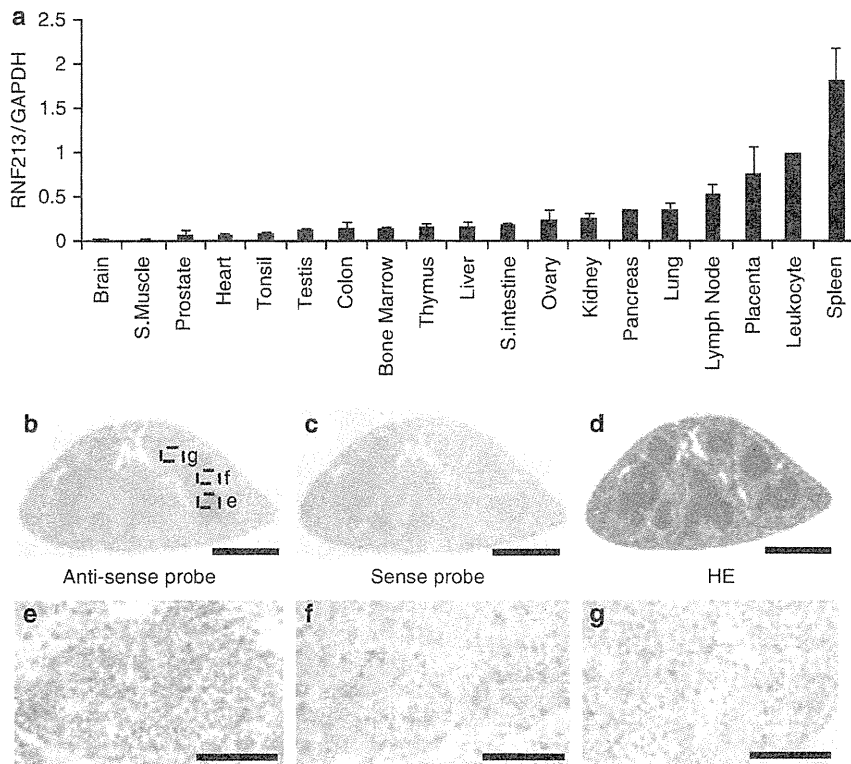 a
2.5
2
1.5
1
0.5
0
RNF213/GAPDH
Brain
S.Muscle
Prostate
Heart
Tonsil
Testis
Colon
Bone Marrow
Thymus
Liver
S.intestine
Ovary
Kidney
Pancreas
Lung
Lymph Node
Placenta
Leukocyte
Spleen
b
g
f
e
c
d
Anti-sense probe
Sense probe
HE
e
f
g